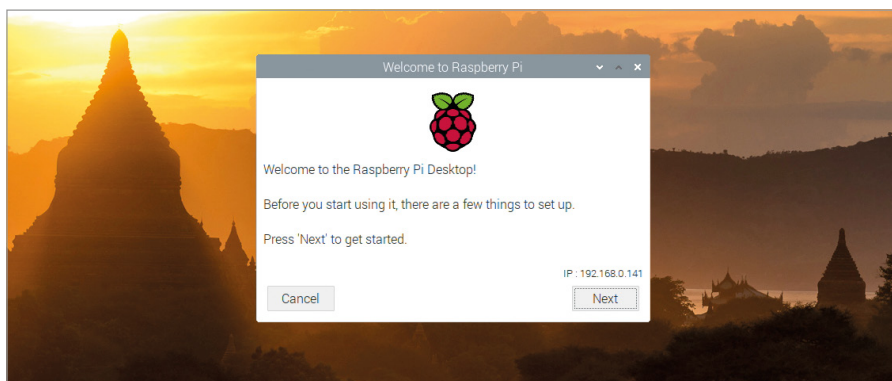 Welcome to Raspberry Pi
Welcome to the Raspberry Pi Desktop!
Before you start using it, there are a few things to set up.
Press 'Next' to get started.
IP : 192.168.0.141
Cancel
Next